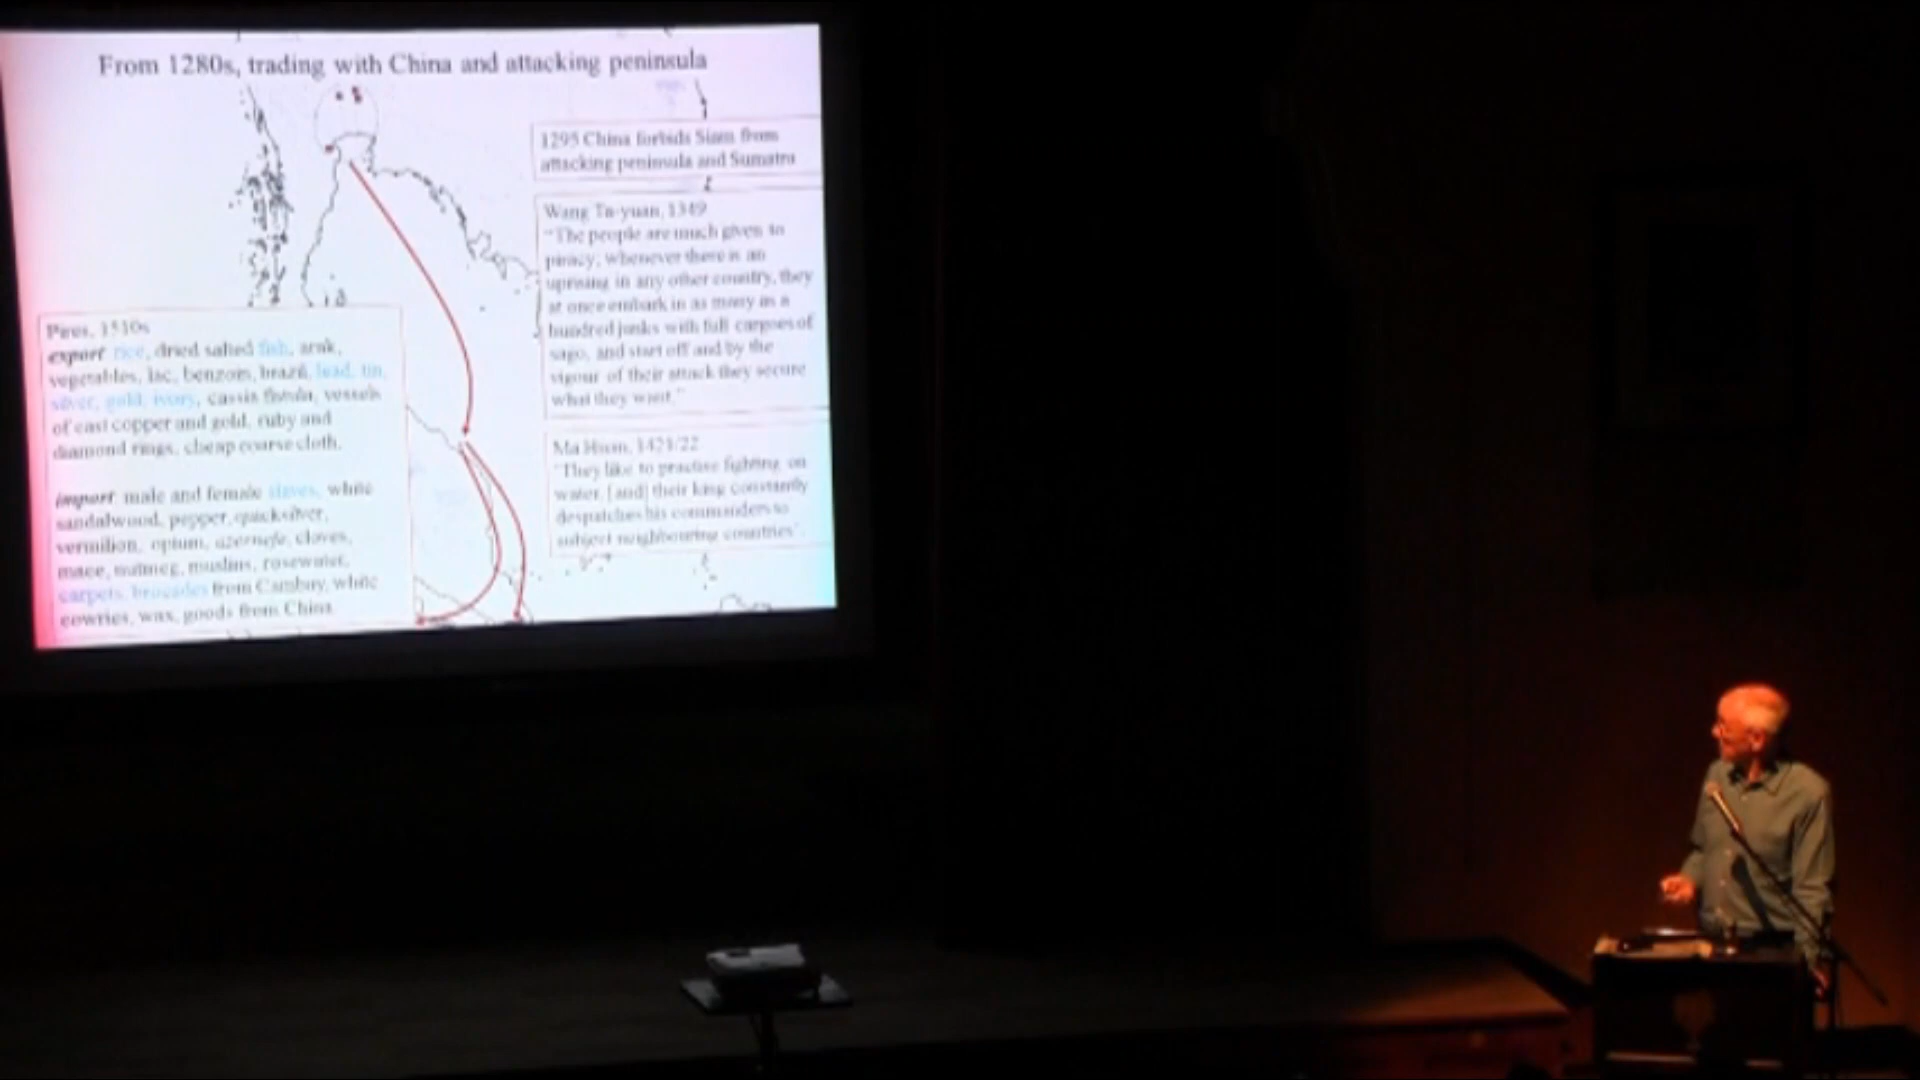 From 1280s, trading with China and attacking peninsula
1295 China forbids Siam from
attacking peninsula and Sumatra
Wang Ta-yuan, 1349
"The people are much given to
piracy; whenever there is an
uprising in any other country, they
at once embark in as many as a
hundred junks with full cargoes of
sago, and start off and by the
vigour of their attack they secure
what they want."
Ma Huan, 1421/22
'They like to practise fighting on
water, [and] their king constantly
despatches his commanders to
subject neighbouring countries'.
Pires, 1510s
export rice, dried salted fish, arak,
vegetables, lac, benzoin, brazil, lead, tin,
silver, gold, ivory, cassia fistula, vessels
of cast copper and gold, ruby and
diamond rings, cheap coarse cloth.
import male and female slaves, white
sandalwood, pepper, quicksilver,
vermilion, opium, azernefe, cloves,
mace, nutmeg, muslins, rosewater,
carpets, brocades from Cambay, white
cowries, wax, goods from China